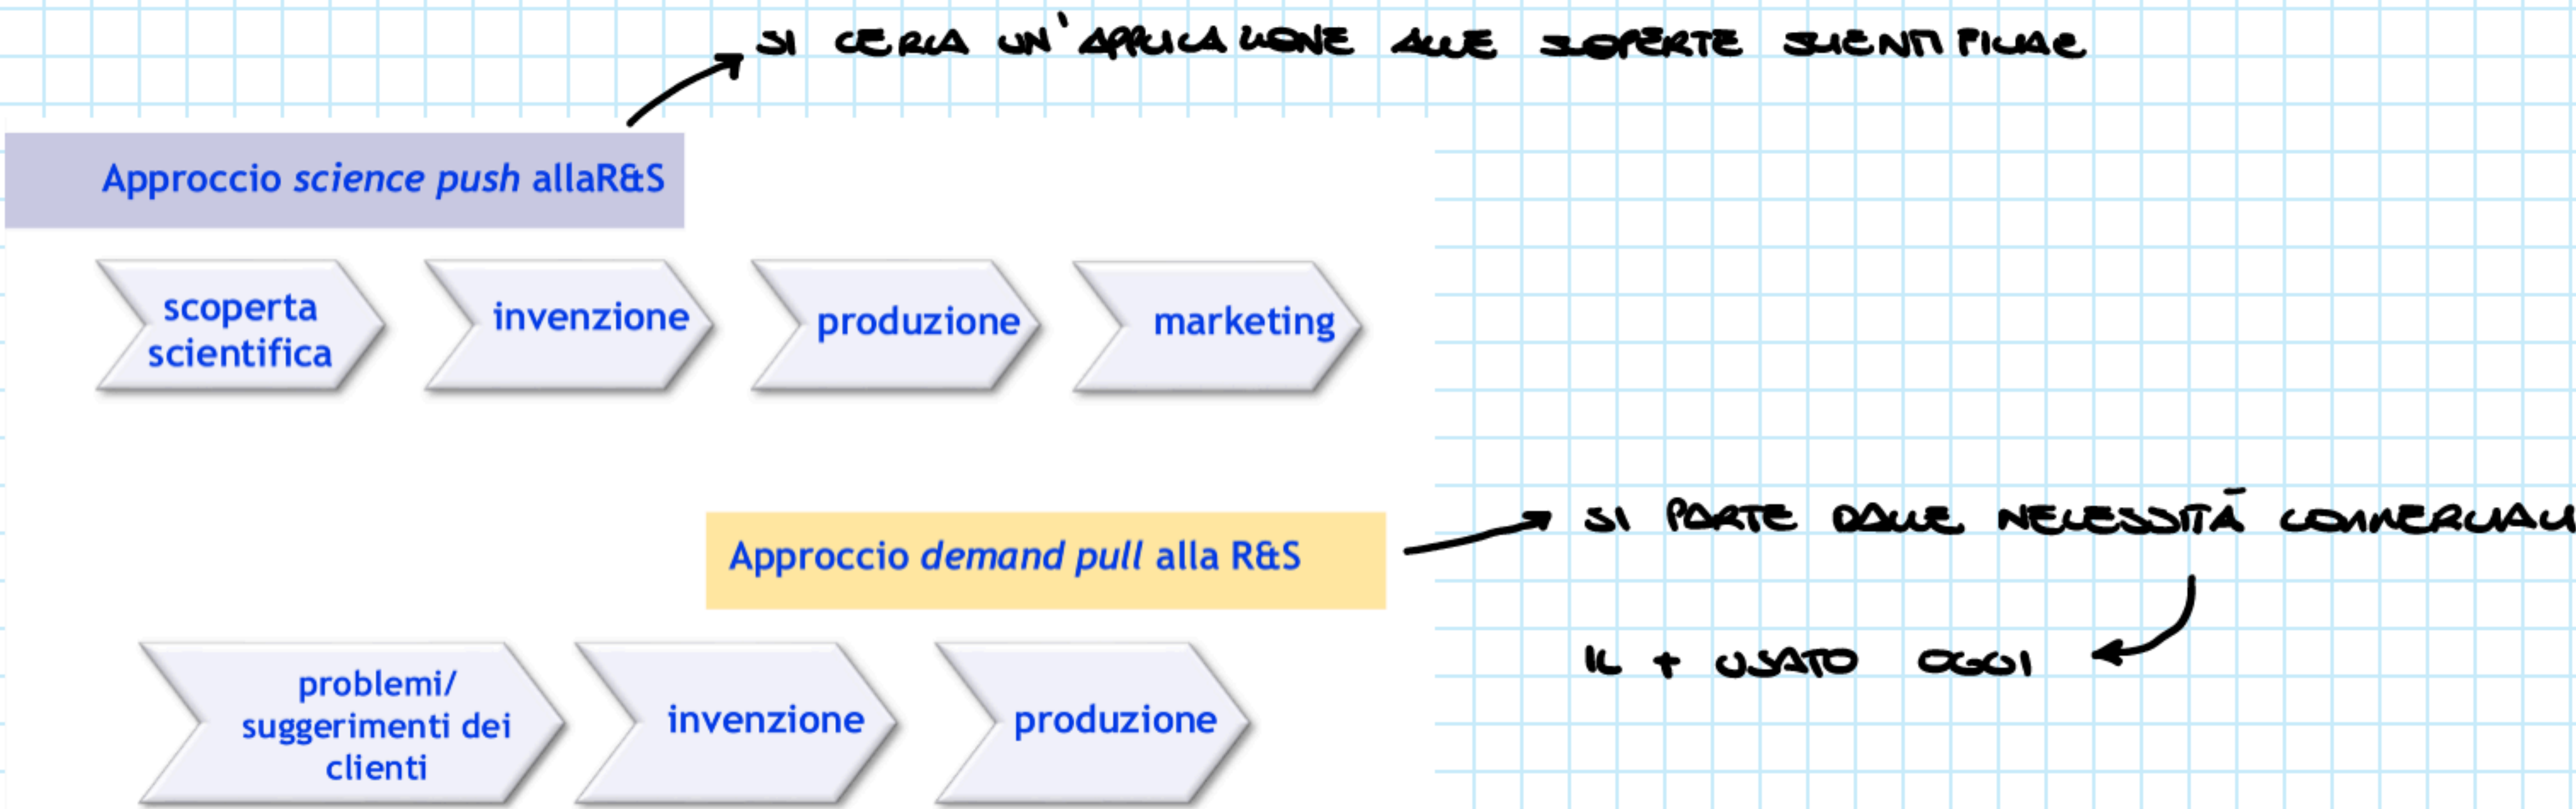 SI CERCA UN'APPLICAZIONE ALLE SCOPERTE SCIENTIFICHE
Approccio science push allaR&S
scoperta
scientifica
invenzione
produzione
marketing
Approccio demand pull alla R&S
SI PARTE DALLE NECESSITÀ COMMERCIALI
IL + USATO OGGI
problemi/
suggerimenti dei
clienti
invenzione
produzione